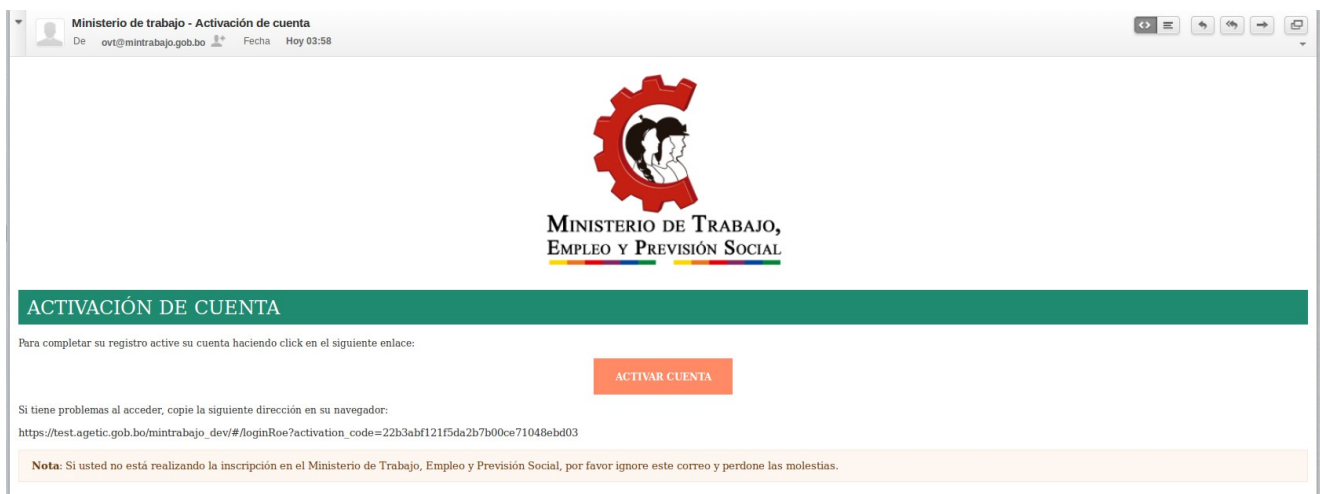 Ministerio de trabajo - Activación de cuenta
De ovt@mintrabajo.gob.bo Fecha Hoy 03:58
MINISTERIO DE TRABAJO,
EMPLEO Y PREVISIÓN SOCIAL
ACTIVACIÓN DE CUENTA
Para completar su registro active su cuenta haciendo click en el siguiente enlace:
ACTIVAR CUENTA
Si tiene problemas al acceder, copie la siguiente dirección en su navegador:
https://test.agetic.gob.bo/mintrabajo_dev/#/loginRoe?activation_code=22b3abf121f5da2b7b00ce71048ebd03
Nota: Si usted no está realizando la inscripción en el Ministerio de Trabajo, Empleo y Previsión Social, por favor ignore este correo y perdone las molestias.